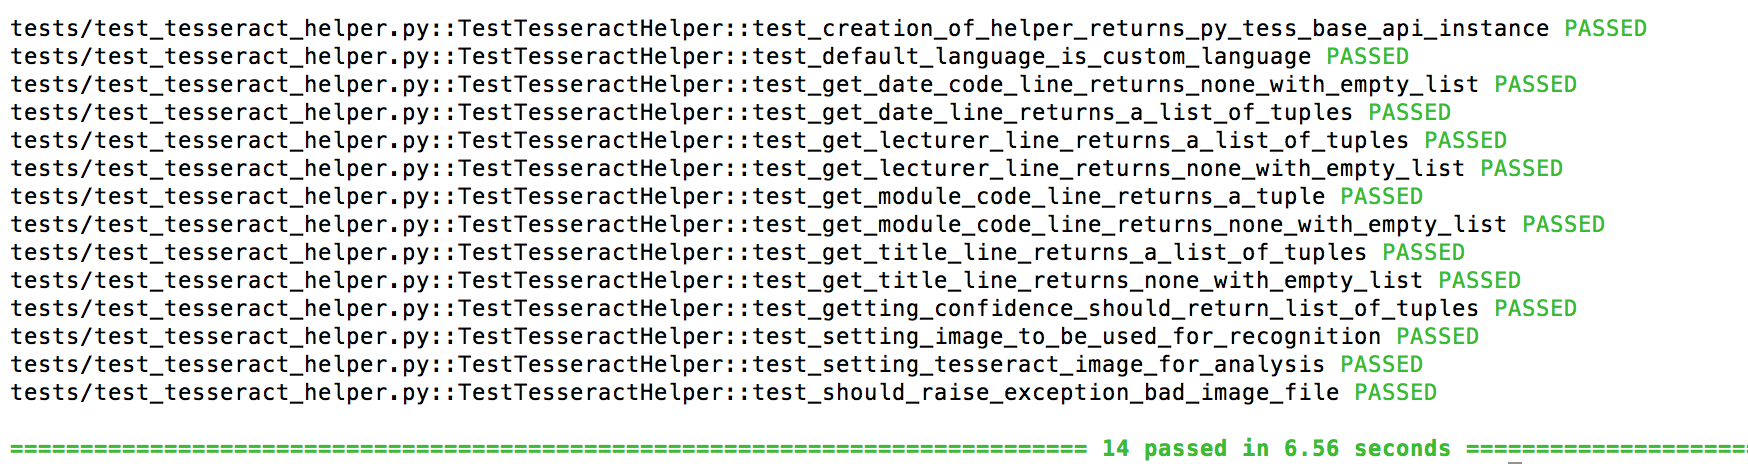 tests/test_tesseract_helper.py::TestTesseractHelper::test_creation_of_helper_returns_py_tess_base_api_instance PASSED
tests/test_tesseract_helper.py::TestTesseractHelper::test_default_language_is_custom_language PASSED
tests/test_tesseract_helper.py::TestTesseractHelper::test_get_date_code_line_returns_none_with_empty_list PASSED
tests/test_tesseract_helper.py::TestTesseractHelper::test_get_date_line_returns_a_list_of_tuples PASSED
tests/test_tesseract_helper.py::TestTesseractHelper::test_get_lecturer_line_returns_a_list_of_tuples PASSED
tests/test_tesseract_helper.py::TestTesseractHelper::test_get_lecturer_line_returns_none_with_empty_list PASSED
tests/test_tesseract_helper.py::TestTesseractHelper::test_get_module_code_line_returns_a_tuple PASSED
tests/test_tesseract_helper.py::TestTesseractHelper::test_get_module_code_line_returns_none_with_empty_list PASSED
tests/test_tesseract_helper.py::TestTesseractHelper::test_get_title_line_returns_a_list_of_tuples PASSED
tests/test_tesseract_helper.py::TestTesseractHelper::test_get_title_line_returns_none_with_empty_list PASSED
tests/test_tesseract_helper.py::TestTesseractHelper::test_getting_confidence_should_return_list_of_tuples PASSED
tests/test_tesseract_helper.py::TestTesseractHelper::test_setting_image_to_be_used_for_recognition PASSED
tests/test_tesseract_helper.py::TestTesseractHelper::test_setting_tesseract_image_for_analysis PASSED
tests/test_tesseract_helper.py::TestTesseractHelper::test_should_raise_exception_bad_image_file PASSED
============================================================================= 14 passed in 6.56 seconds ====================